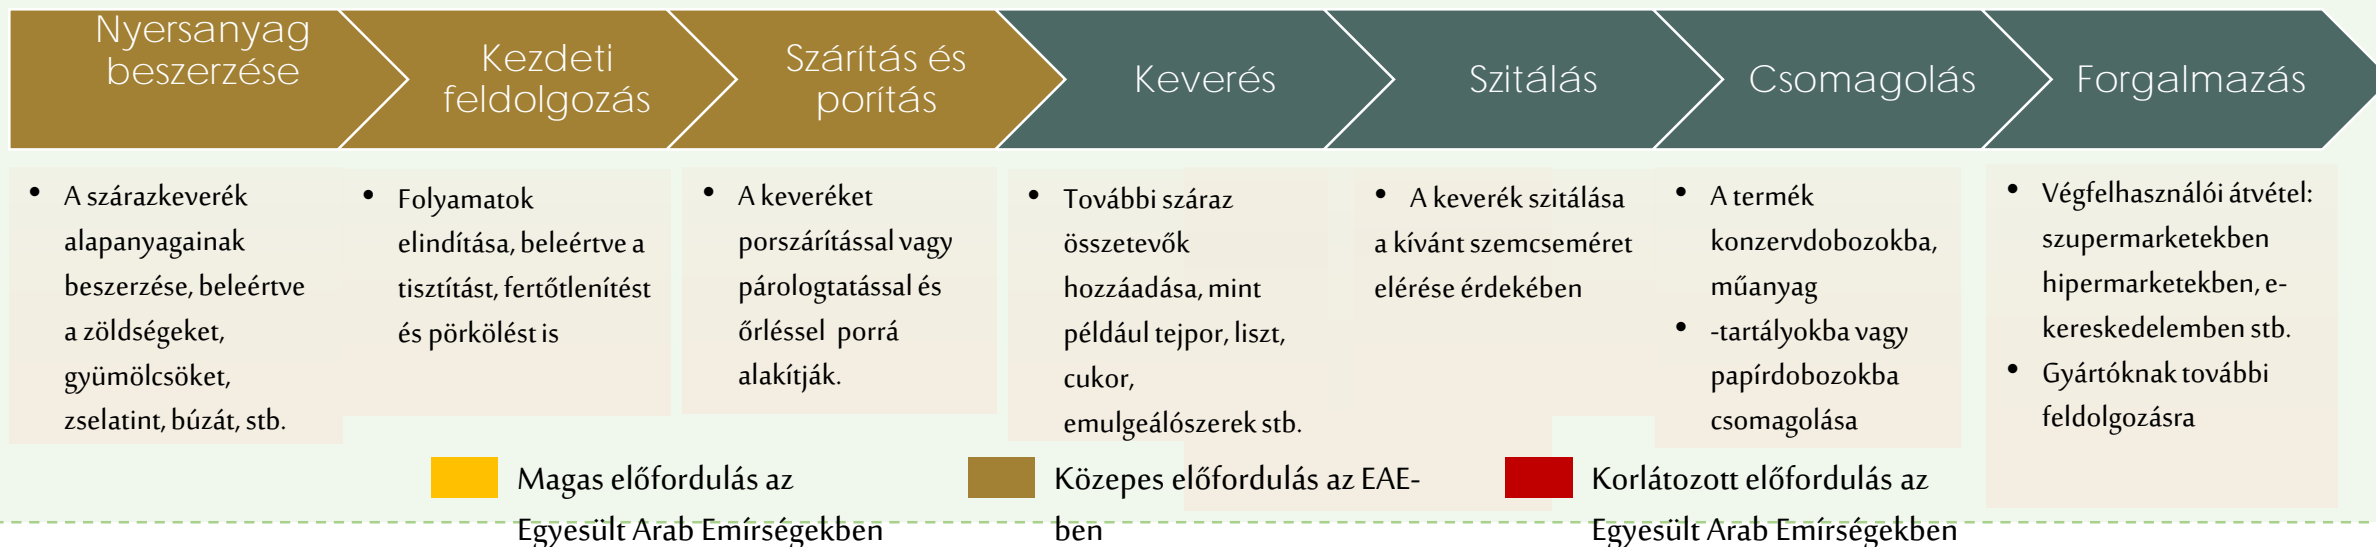 Nyersanyag
beszerzése
Kezdeti
feldolgozás
Szárítás és
porítás
Keverés
Szitálás
Csomagolás
Forgalmazás
• A szárazkeverék
alapanyagainak
beszerzése, beleértve
a zöldségeket,
gyümölcsöket,
zselatint, búzát, stb.
• Folyamatok
elindítása, beleértve a
tisztítást, fertőtlenítést
és pörkölést is
• A keveréket
porszárítással vagy
párologtatással és
őrléssel porrá
alakítják.
• További száraz
összetevők
hozzáadása, mint
például tejpor, liszt,
cukor,
emulgeálószerek stb.
• A keverék szitálása
a kívánt szemcseméret
elérése érdekében
• A termék
konzervdobozokba,
műanyag
• -tartályokba vagy
papírdobozokba
csomagolása
• Végfelhasználói átvétel:
szupermarketekben
hipermarketekben, e-
kereskedelemben stb.
• Gyártóknak további
feldolgozásra
Magas előfordulás az
Egyesült Arab Emírségekben
Közepes előfordulás az EAE-
ben
Korlátozott előfordulás az
Egyesült Arab Emírségekben